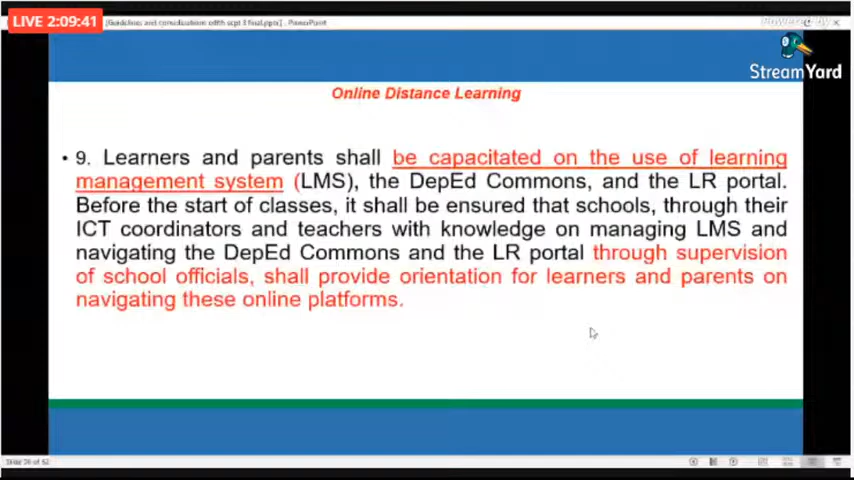 LIVE 2:09:41
Powered by
StreamYard
Online Distance Learning
• 9. Learners and parents shall be capacitated on the use of learning
management system (LMS), the DepEd Commons, and the LR portal.
Before the start of classes, it shall be ensured that schools, through their
ICT coordinators and teachers with knowledge on managing LMS and
navigating the DepEd Commons and the LR portal through supervision
of school officials, shall provide orientation for learners and parents on
navigating these online platforms.